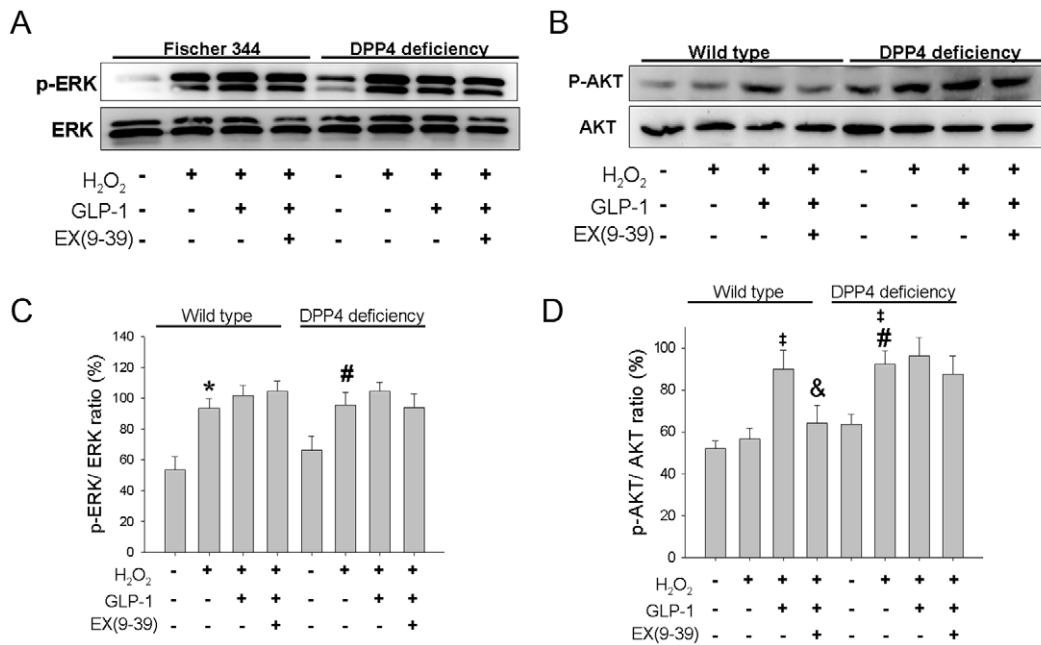 A
Fischer 344 DPP4 deficiency
p-ERK
ERK
H₂O₂ - + + + - + + +
GLP-1 - - + + - - + +
EX(9-39) - - - + - - - +
B
Wild type DPP4 deficiency
P-AKT
AKT
H₂O₂ - + + + - + + +
GLP-1 - - + + - - + +
EX(9-39) - - - + - - - +
C
Wild type DPP4 deficiency
p-ERK/ ERK ratio (%)
140
120
100
80
60
40
20
0
* #
H₂O₂ - + + + - + + +
GLP-1 - - + + - - + +
EX(9-39) - - - + - - - +
D
Wild type DPP4 deficiency
p-AKT/ AKT ratio (%)
100
80
60
40
20
0
‡ & ‡
#
H₂O₂ - + + + - + + +
GLP-1 - - + + - - + +
EX(9-39) - - - + - - - +